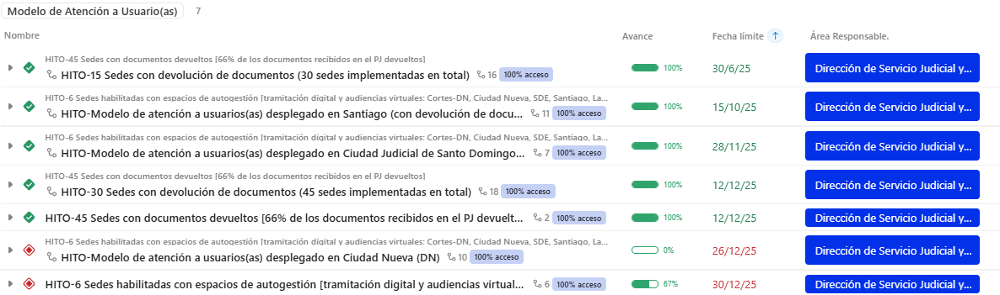 Modelo de Atención a Usuario(as) 7
Nombre Avance Fecha límite Área Responsable.
HITO-45 Sedes con documentos devueltos [66% de los documentos recibidos en el PJ devueltos]
HITO-15 Sedes con devolución de documentos (30 sedes implementadas en total) 16 100% acceso 100% 30/6/25 Dirección de Servicio Judicial y...
HITO-6 Sedes habilitadas con espacios de autogestión [tramitación digital y audiencias virtuales: Cortes-DN, Ciudad Nueva, SDE, Santiago, La...
HITO-Modelo de atención a usuarios(as) desplegado en Santiago (con devolución de docu... 11 100% acceso 100% 15/10/25 Dirección de Servicio Judicial y...
HITO-6 Sedes habilitadas con espacios de autogestión [tramitación digital y audiencias virtuales: Cortes-DN, Ciudad Nueva, SDE, Santiago, La...
HITO-Modelo de atención a usuarios(as) desplegado en Ciudad Judicial de Santo Domingo... 7 100% acceso 100% 28/11/25 Dirección de Servicio Judicial y...
HITO-45 Sedes con documentos devueltos [66% de los documentos recibidos en el PJ devueltos]
HITO-30 Sedes con devolución de documentos (45 sedes implementadas en total) 18 100% acceso 100% 12/12/25 Dirección de Servicio Judicial y...
HITO-45 Sedes con documentos devueltos [66% de los documentos recibidos en el PJ devuelt... 2 100% acceso 100% 12/12/25 Dirección de Servicio Judicial y...
HITO-6 Sedes habilitadas con espacios de autogestión [tramitación digital y audiencias virtuales: Cortes-DN, Ciudad Nueva, SDE, Santiago, La...
HITO-Modelo de atención a usuarios(as) desplegado en Ciudad Nueva (DN) 10 100% acceso 0% 26/12/25 Dirección de Servicio Judicial y...
HITO-6 Sedes habilitadas con espacios de autogestión [tramitación digital y audiencias virtual... 6 100% acceso 67% 30/12/25 Dirección de Servicio Judicial y...